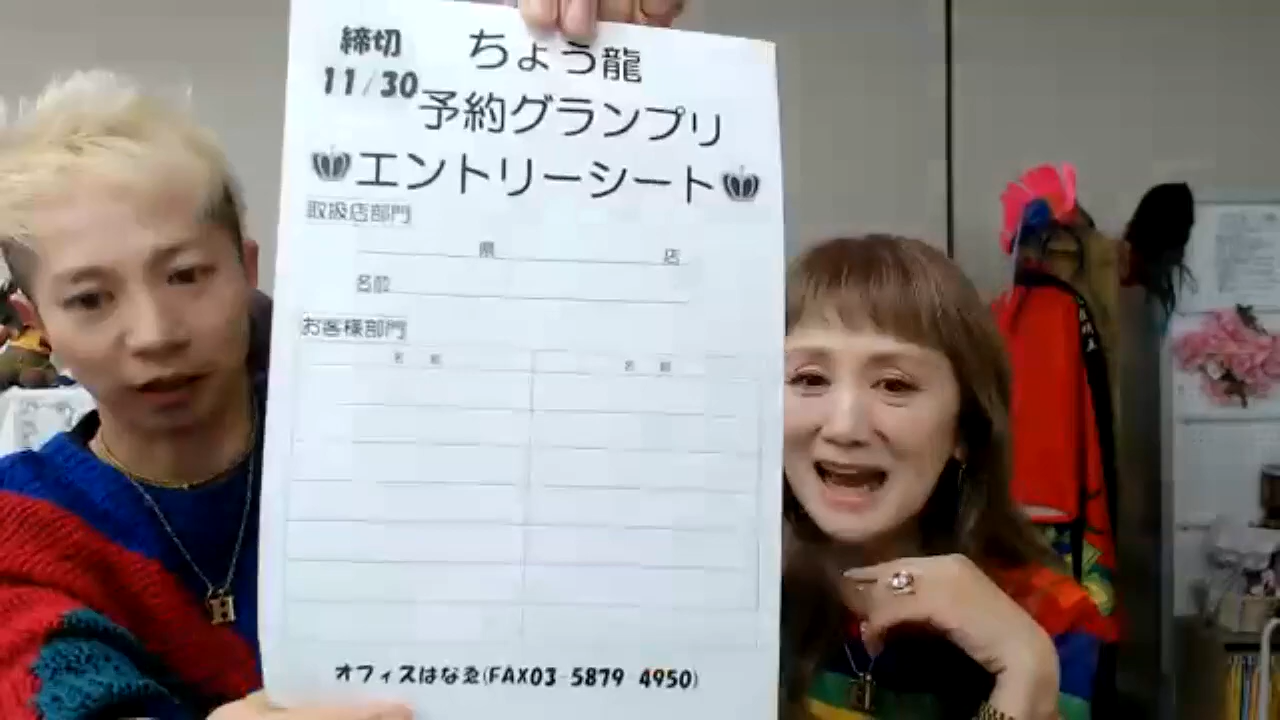 締切
11/30
ちょう龍
予約グランプリ
エントリーシート
取扱店部門
県 店
名前
お客様部門
名 前 名 前
オフィスはなゑ(FAX03-5879 4950)
H